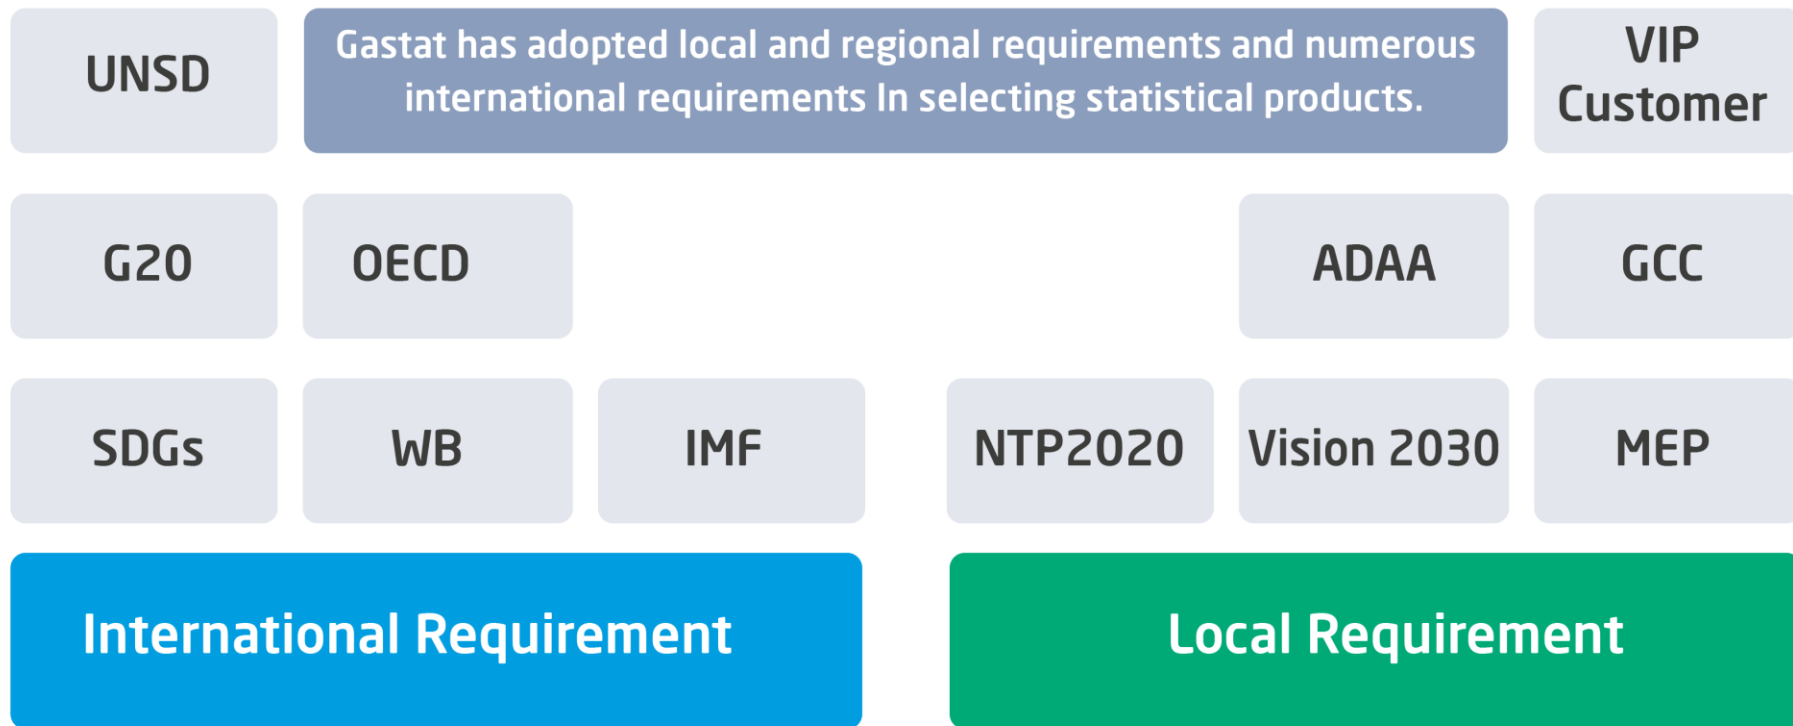 UNSD
Gastat has adopted local and regional requirements and numerous
international requirements In selecting statistical products.
VIP
Customer
G20
OECD
ADAA
GCC
SDGs
WB
IMF
NTP2020
Vision 2030
MEP
International Requirement
Local Requirement